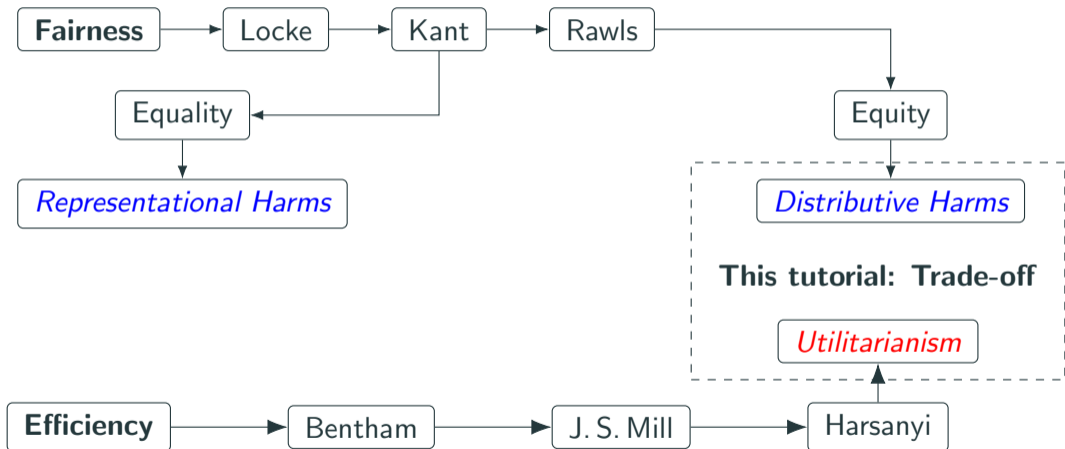 Fairness
Locke
Kant
Rawls
Equality
Equity
Representational Harms
Distributive Harms
This tutorial: Trade-off
Utilitarianism
Efficiency
Bentham
J. S. Mill
Harsanyi